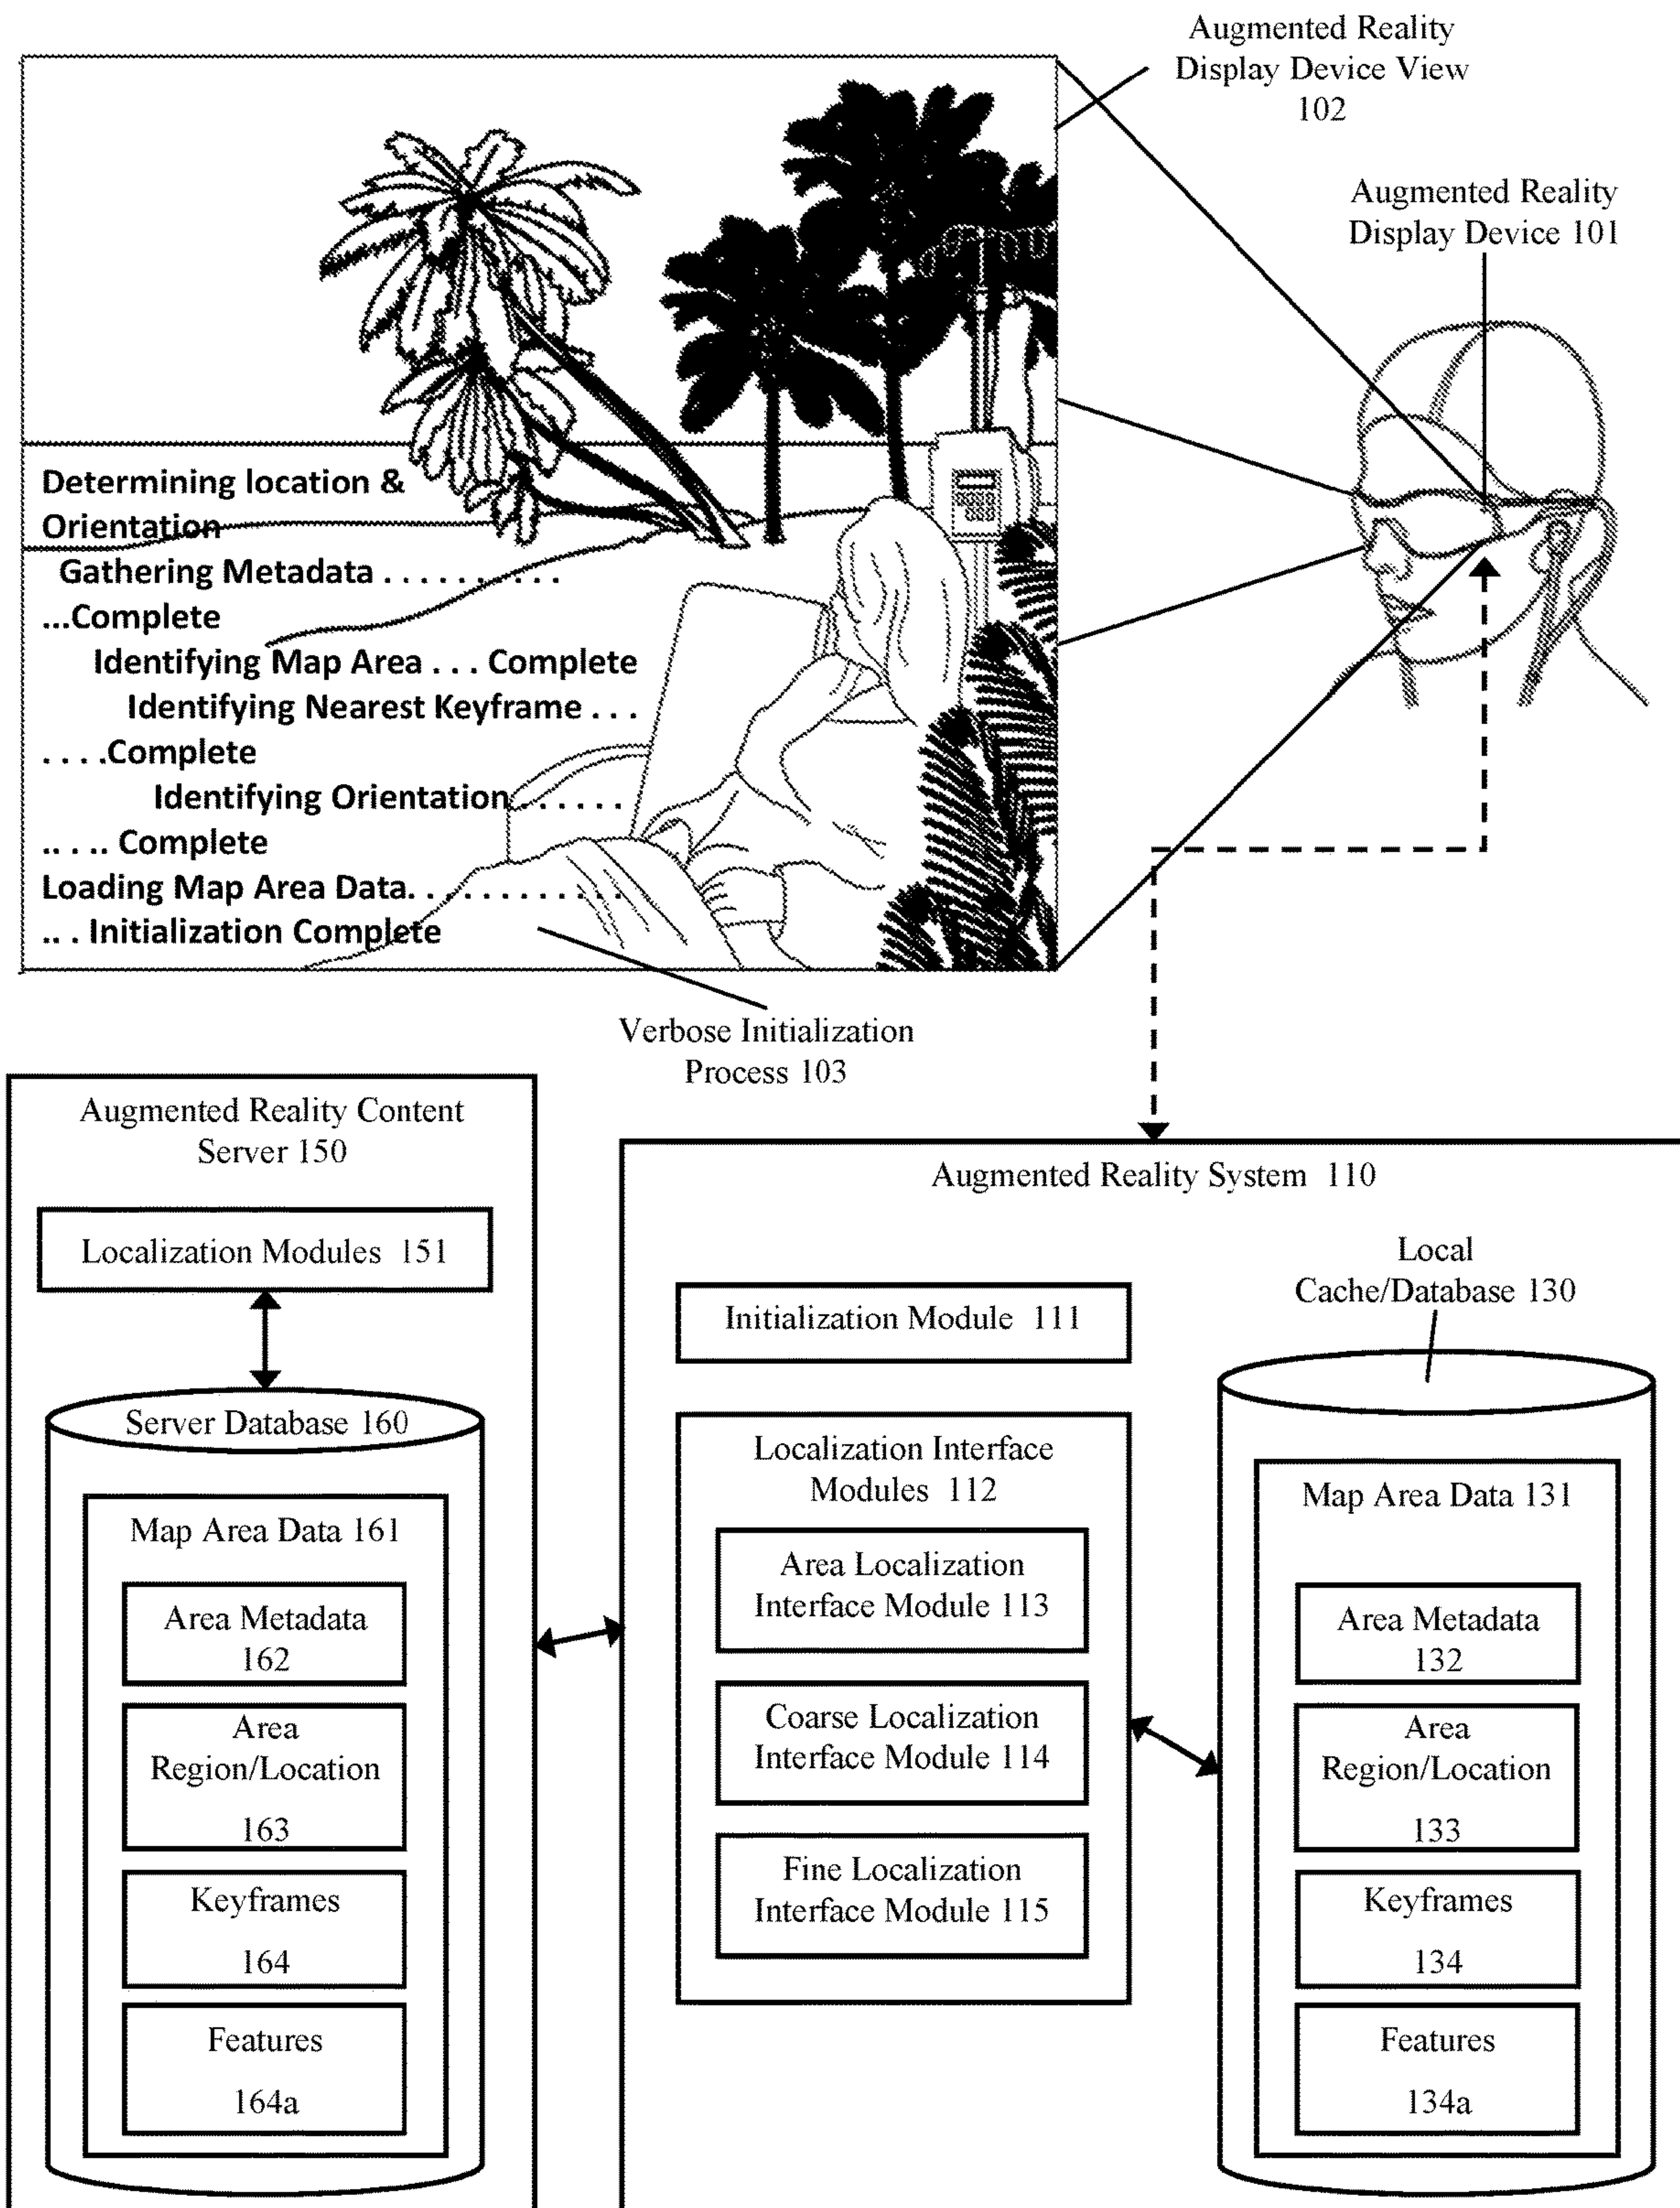 Augmented Reality
Display Device View
102
Augmented Reality
Display Device 101
Determining location &
Orientation
Gathering Metadata . . . . . . . . . .
...Complete
Identifying Map Area . . . Complete
Identifying Nearest Keyframe . . .
. . . .Complete
Identifying Orientation. . . . . . .
.. . .. Complete
Loading Map Area Data. . . . . . . . . . . .
.. . Initialization Complete
Verbose Initialization
Process 103
Augmented Reality Content
Server 150
Localization Modules 151
Server Database 160
Map Area Data 161
Area Metadata
162
Area
Region/Location
163
Keyframes
164
Features
164a
Augmented Reality System 110
Initialization Module 111
Localization Interface
Modules 112
Area Localization
Interface Module 113
Coarse Localization
Interface Module 114
Fine Localization
Interface Module 115
Local
Cache/Database 130
Map Area Data 131
Area Metadata
132
Area
Region/Location
133
Keyframes
134
Features
134a